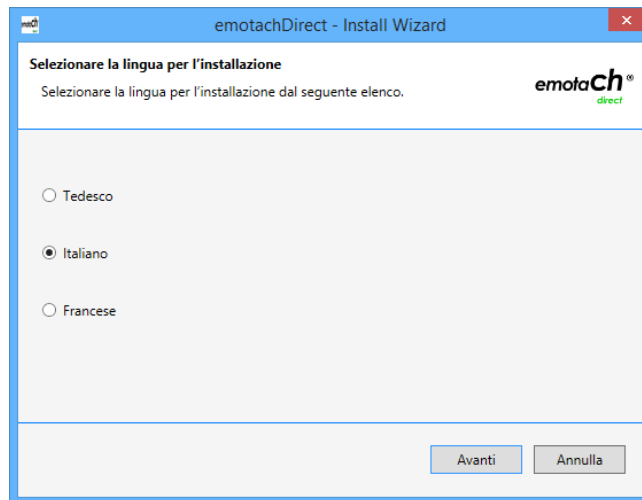 emotach
emotachDirect - Install Wizard
Selezionare la lingua per l'installazione
Selezionare la lingua per l'installazione dal seguente elenco.
emotaCh ®
direct
Tedesco
Italiano
Francese
Avanti
Annulla